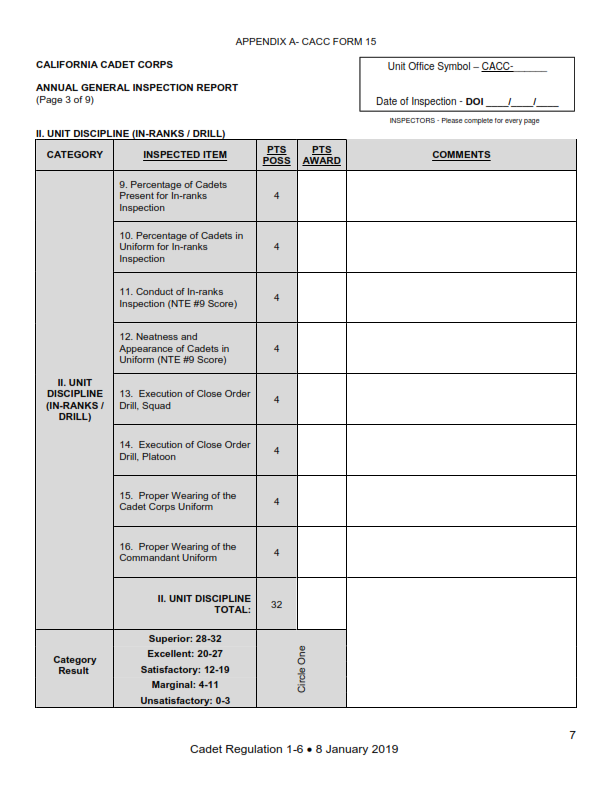 APPENDIX A- CACC FORM 15
CALIFORNIA CADET CORPS
ANNUAL GENERAL INSPECTION REPORT
(Page 3 of 9)
Unit Office Symbol – CACC-______
Date of Inspection - DOI ____/____/____
INSPECTORS - Please complete for every page
II. UNIT DISCIPLINE (IN-RANKS / DRILL)
CATEGORY
INSPECTED ITEM
PTS
POSS
PTS
AWARD
COMMENTS
II. UNIT
DISCIPLINE
(IN-RANKS /
DRILL)
9. Percentage of Cadets
Present for In-ranks
Inspection
4
10. Percentage of Cadets in
Uniform for In-ranks
Inspection
4
11. Conduct of In-ranks
Inspection (NTE #9 Score)
4
12. Neatness and
Appearance of Cadets in
Uniform (NTE #9 Score)
4
13. Execution of Close Order
Drill, Squad
4
14. Execution of Close Order
Drill, Platoon
4
15. Proper Wearing of the
Cadet Corps Uniform
4
16. Proper Wearing of the
Commandant Uniform
4
II. UNIT DISCIPLINE
TOTAL:
32
Category
Result
Superior: 28-32
Excellent: 20-27
Satisfactory: 12-19
Marginal: 4-11
Unsatisfactory: 0-3
Circle One
7
Cadet Regulation 1-6 • 8 January 2019